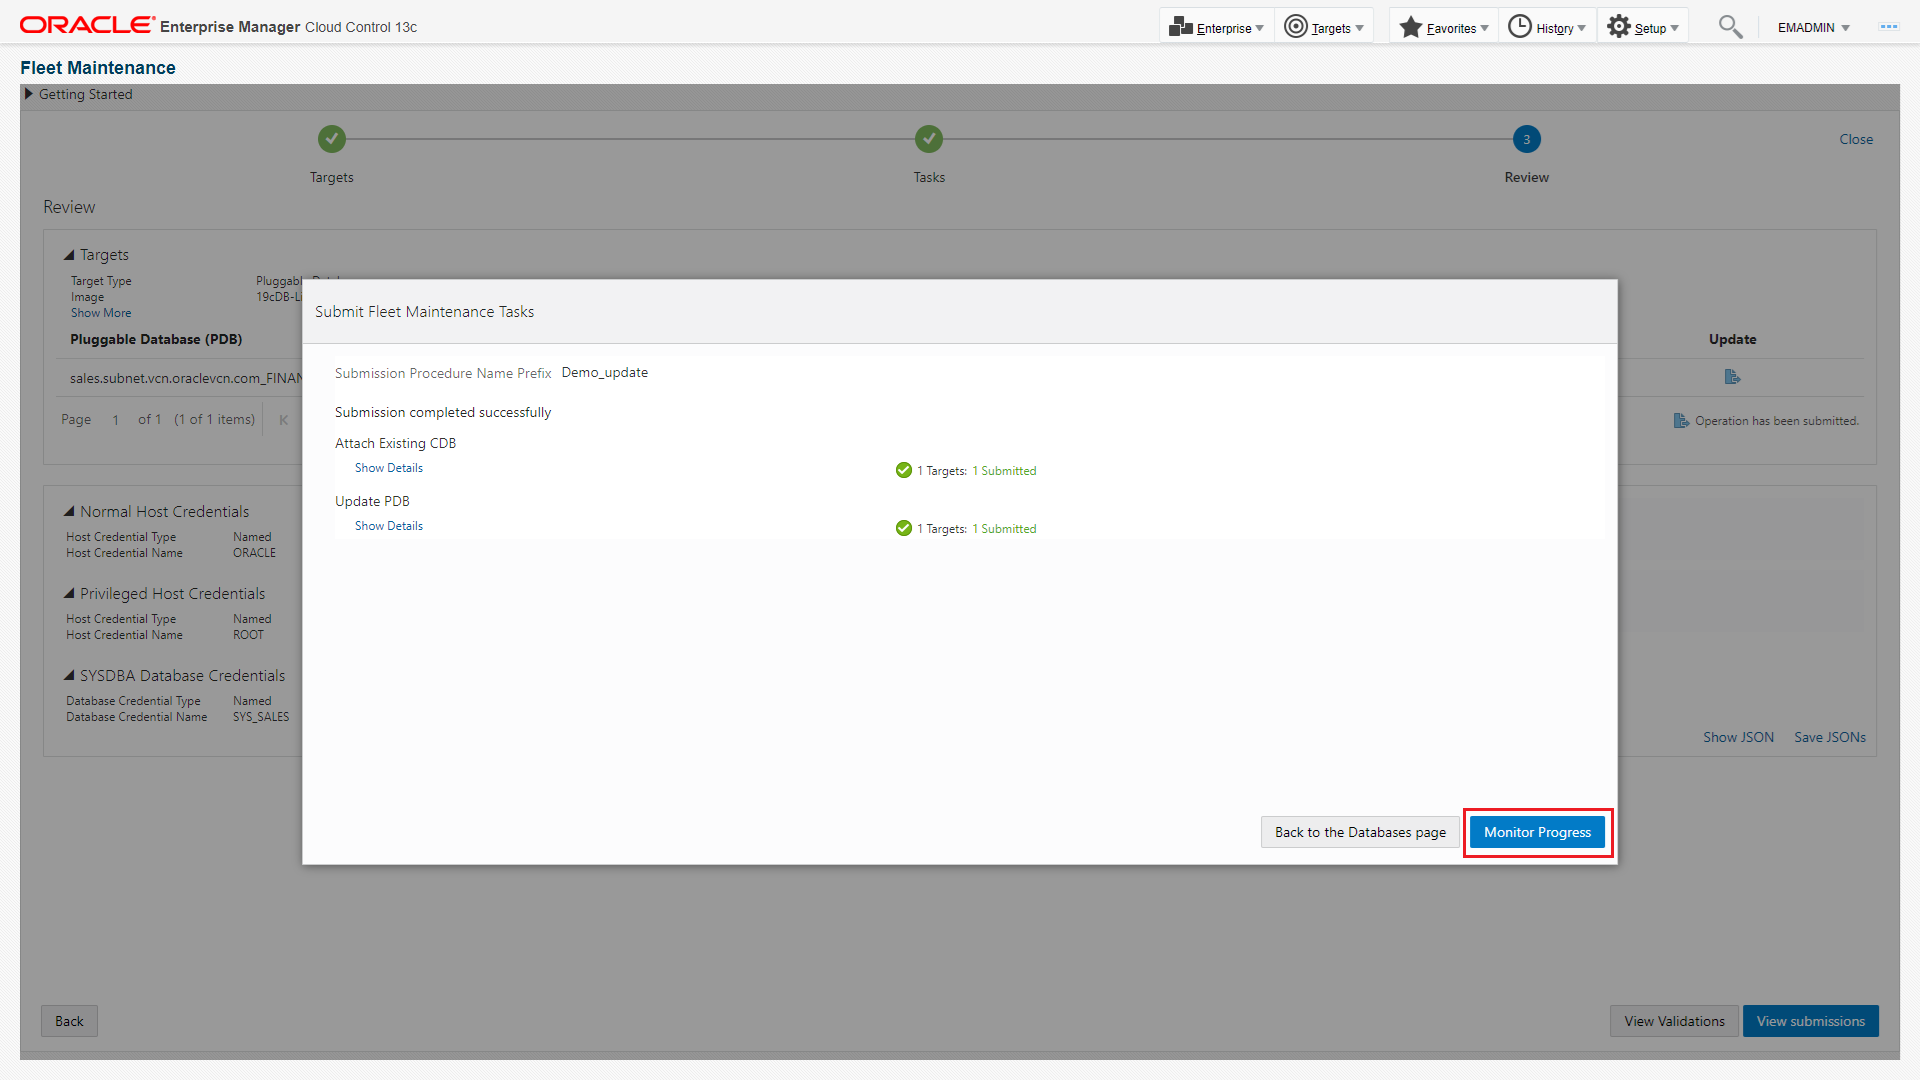 ORACLE Enterprise Manager Cloud Control 13c
Enterprise Targets Favorites History Setup EMADMIN
Fleet Maintenance
Getting Started
3
Close
Targets Tasks Review
Review
Targets
Target Type
Image 19cDB-Li
Show More
Pluggable Database (PDB) Update
sales.subnet.vcn.oraclevcn.com_FINAN
Page 1 of 1 (1 of 1 items) K
Operation has been submitted.
Submit Fleet Maintenance Tasks
Submission Procedure Name Prefix Demo_update
Submission completed successfully
Attach Existing CDB
Show Details 1 Targets: 1 Submitted
Update PDB
Show Details 1 Targets: 1 Submitted
Back to the Databases page Monitor Progress
Normal Host Credentials
Host Credential Type Named
Host Credential Name ORACLE
Privileged Host Credentials
Host Credential Type Named
Host Credential Name ROOT
SYSDBA Database Credentials
Database Credential Type Named
Database Credential Name SYS_SALES
Show JSON Save JSONs
Back View Validations View submissions